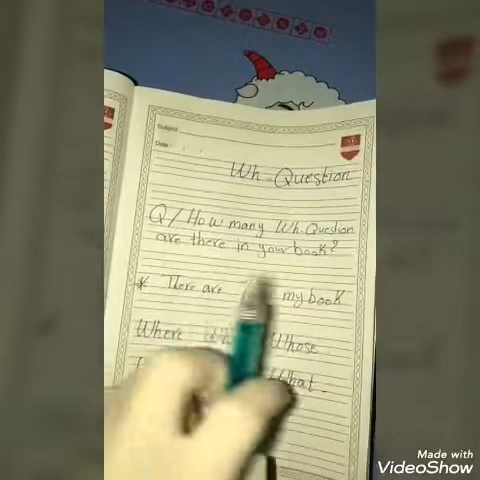 Subject
Date
Wh-Question
Q/How many Wh-Question
are there in your book?
* There are my book
Where Whose
What.
Made with
VideoShow